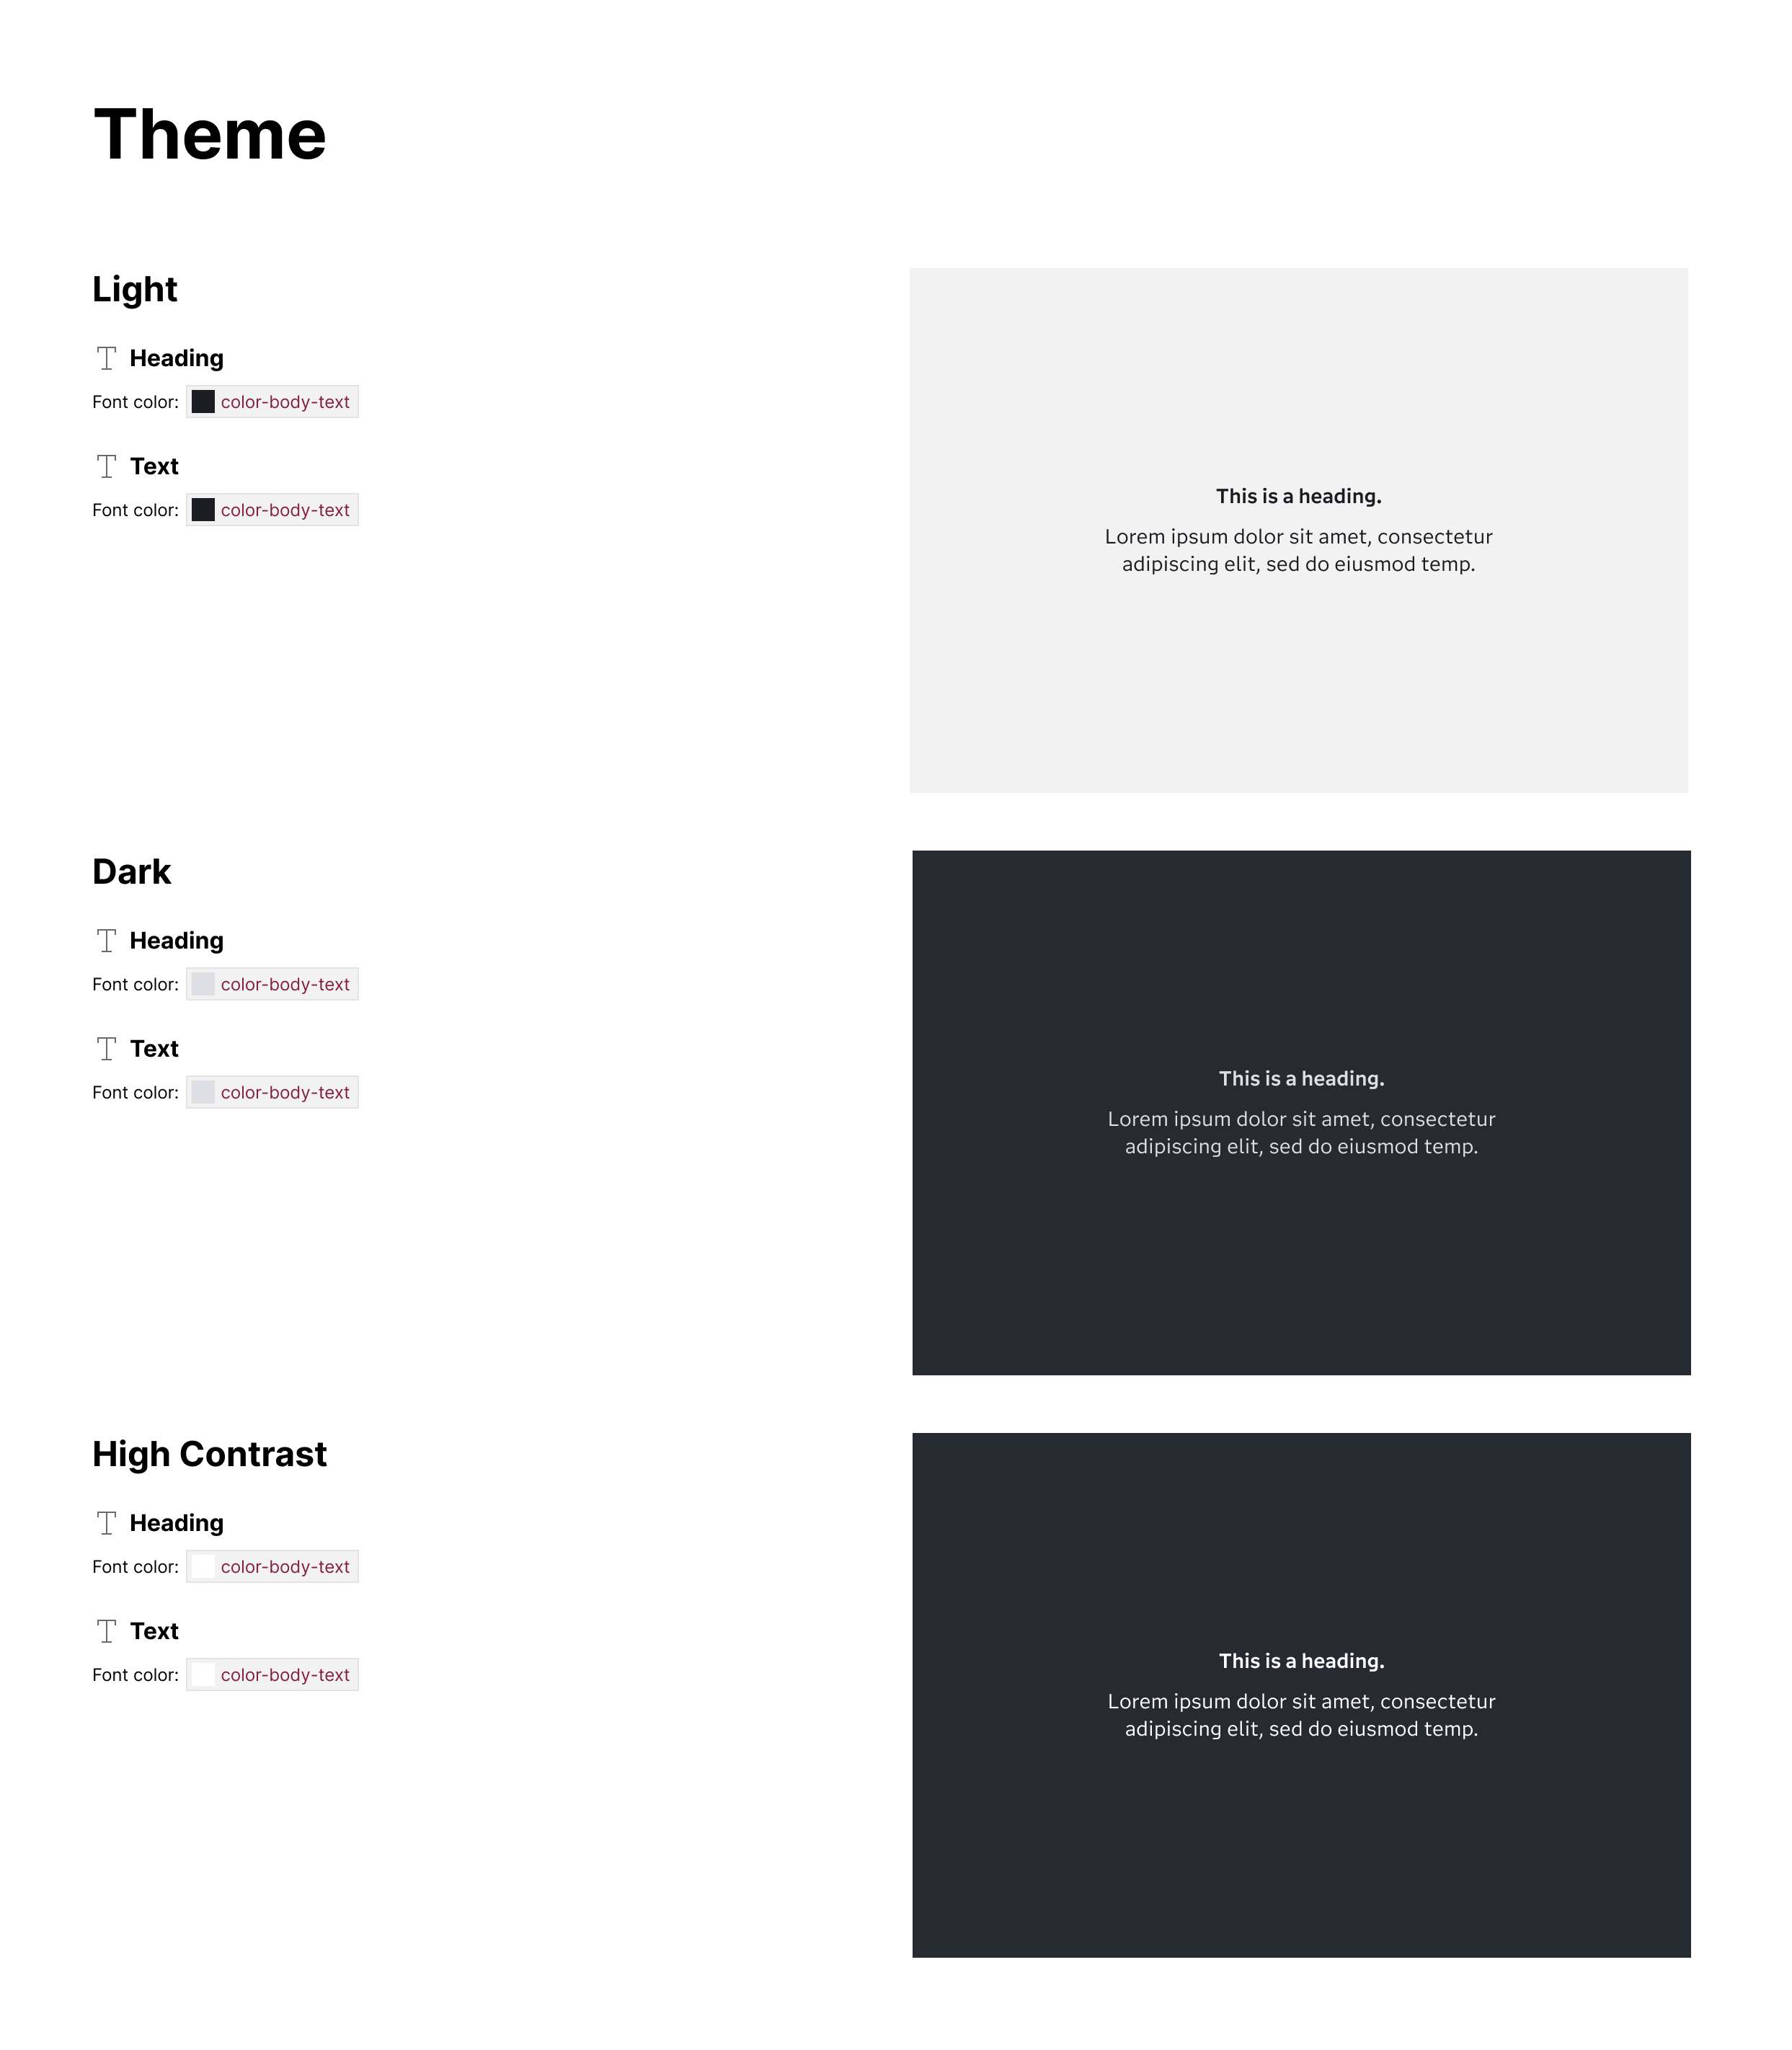 Theme
Light
Heading
Font color: color-body-text
Text
Font color: color-body-text
This is a heading.
Lorem ipsum dolor sit amet, consectetur
adipiscing elit, sed do eiusmod temp.
Dark
Heading
Font color: color-body-text
Text
Font color: color-body-text
This is a heading.
Lorem ipsum dolor sit amet, consectetur
adipiscing elit, sed do eiusmod temp.
High Contrast
Heading
Font color: color-body-text
Text
Font color: color-body-text
This is a heading.
Lorem ipsum dolor sit amet, consectetur
adipiscing elit, sed do eiusmod temp.